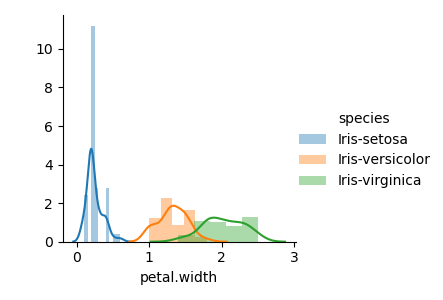 10
8
6
4
2
0
0
1
2
3
petal.width
species
Iris-setosa
Iris-versicolor
Iris-virginica